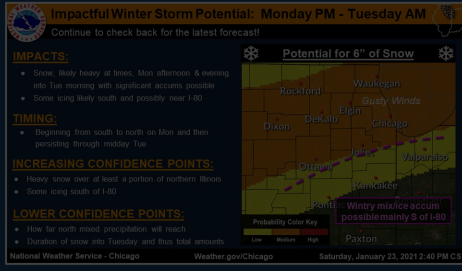 Impactful Winter Storm Potential: Monday PM - Tuesday AM
Continue to check back for the latest forecast!
IMPACTS:
Snow, likely heavy at times, Mon afternoon & evening
into Tue morning with significant accums possible
Some icing likely south and possibly near I-80
TIMING:
Beginning from south to north on Mon and then
persisting through midday Tue
INCREASING CONFIDENCE POINTS:
Heavy snow over at least a portion of northern Illinois
Some icing south of I-80
LOWER CONFIDENCE POINTS:
How far north mixed precipitation will reach
Duration of snow into Tuesday and thus total amounts
Potential for 6" of Snow
Waukegan
Rockford
Gusty Winds
Elgin
DeKalb
Chicago
Dixon
Joliet
Valparaiso
Ottawa
Kankakee
Ponti
Wintry mix/ice accum
possible mainly S of I-80
Probability Color Key
Low Medium High
Paxton
National Weather Service - Chicago Weather.gov/Chicago Saturday, January 23, 2021 2:40 PM CS